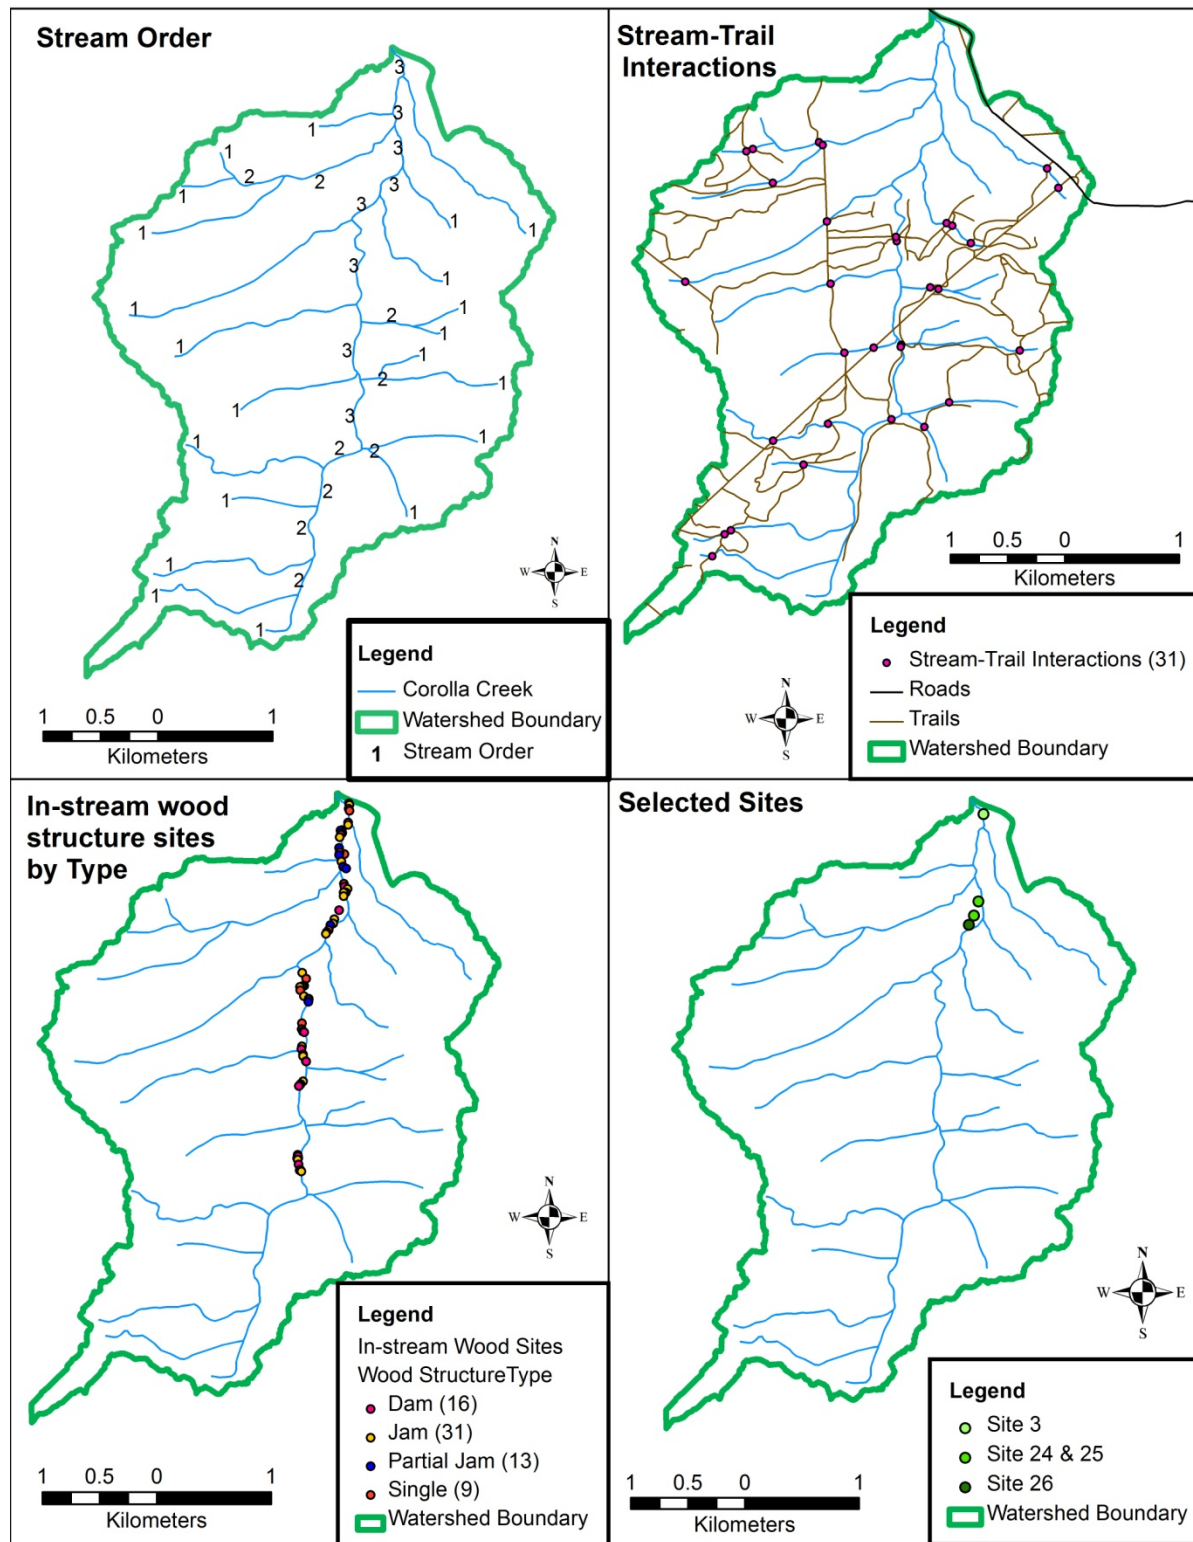 Stream Order
3
3
1
3
1
2
2
3
1
3
1
1
1
3
1
1
2
1
1
3
1
2
1
1
3
1
2
2
1
1
2
1
2
1
2
1
1
N
W E
S
Legend
Corolla Creek
Watershed Boundary
1 Stream Order
1 0.5 0 1
Kilometers
Stream-Trail
Interactions
1 0.5 0 1
Kilometers
N
W E
S
Legend
Stream-Trail Interactions (31)
Roads
Trails
Watershed Boundary
In-stream wood
structure sites
by Type
N
W E
S
Legend
In-stream Wood Sites
Wood StructureType
Dam (16)
Jam (31)
Partial Jam (13)
Single (9)
Watershed Boundary
1 0.5 0 1
Kilometers
Selected Sites
N
W E
S
Legend
Site 3
Site 24 & 25
Site 26
Watershed Boundary
1 0.5 0 1
Kilometers